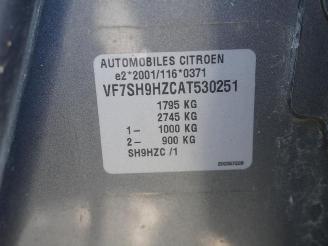 AUTOMOBILES CITROEN
e2*2001/116*0371
VF7SH9HZCAT530251
1795 KG
2745 KG
1- 1000 KG
2- 900 KG
SH9HZC /1